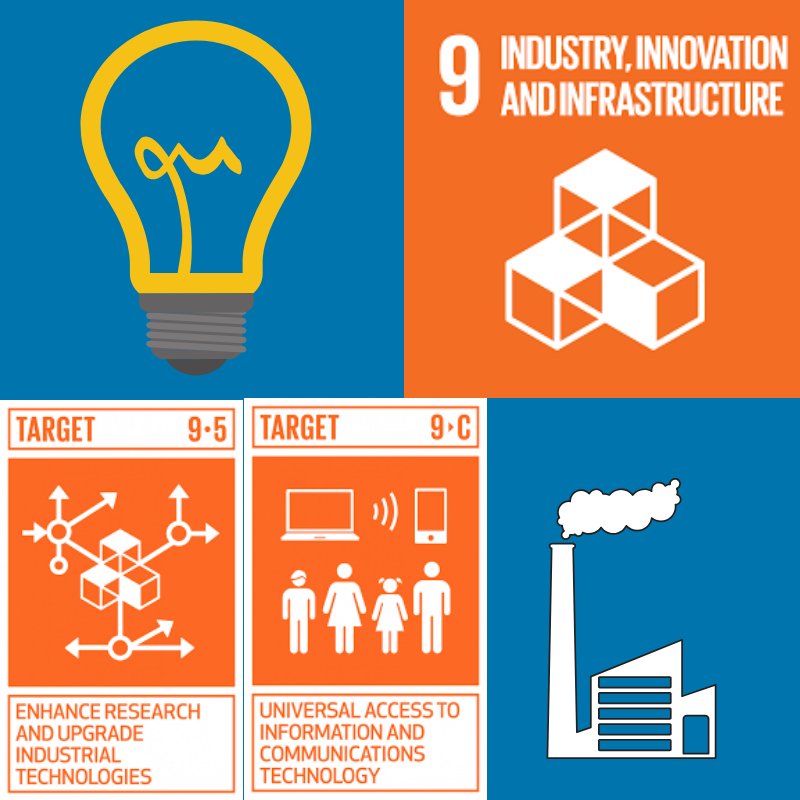 9 INDUSTRY, INNOVATION
AND INFRASTRUCTURE
TARGET 9·5
ENHANCE RESEARCH
AND UPGRADE
INDUSTRIAL
TECHNOLOGIES
TARGET 9▸C
UNIVERSAL ACCESS TO
INFORMATION AND
COMMUNICATIONS
TECHNOLOGY